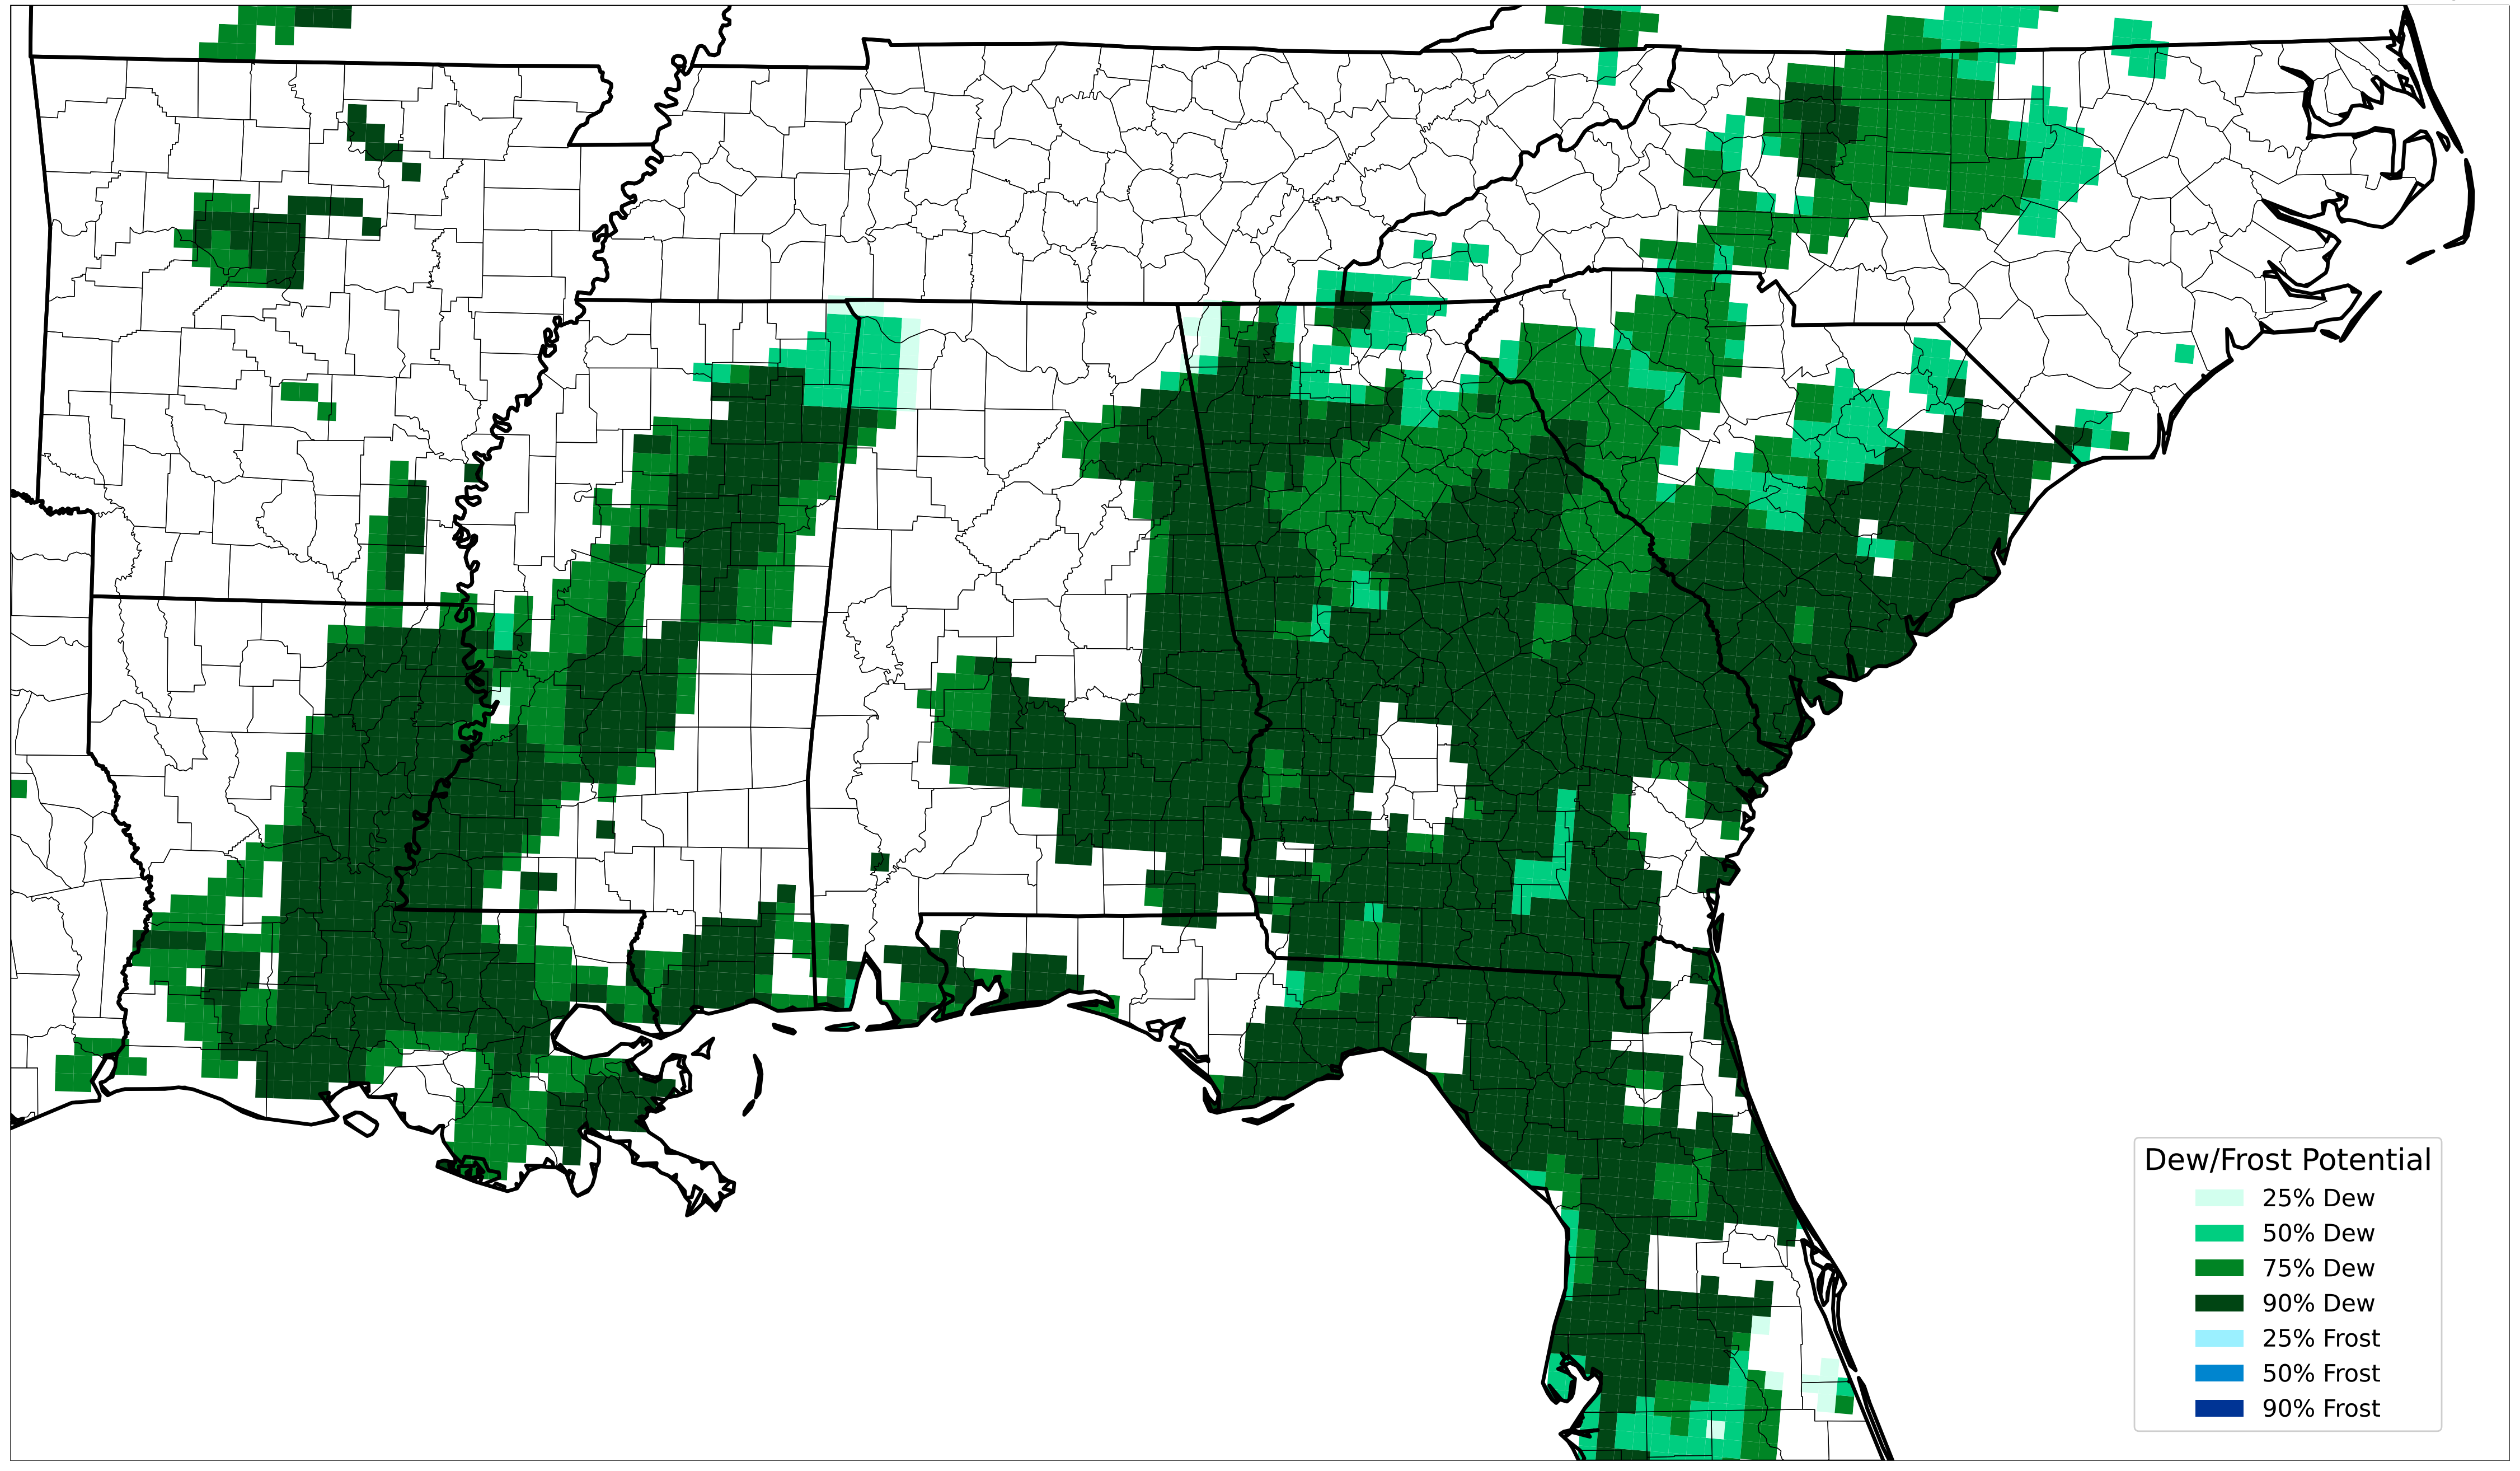 Dew/Frost Potential
25% Dew
50% Dew
75% Dew
90% Dew
25% Frost
50% Frost
90% Frost